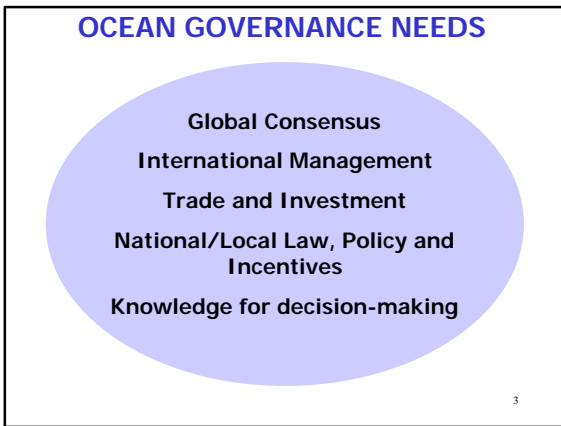 OCEAN GOVERNANCE NEEDS
Global Consensus
International Management
Trade and Investment
National/Local Law, Policy and
Incentives
Knowledge for decision-making
3